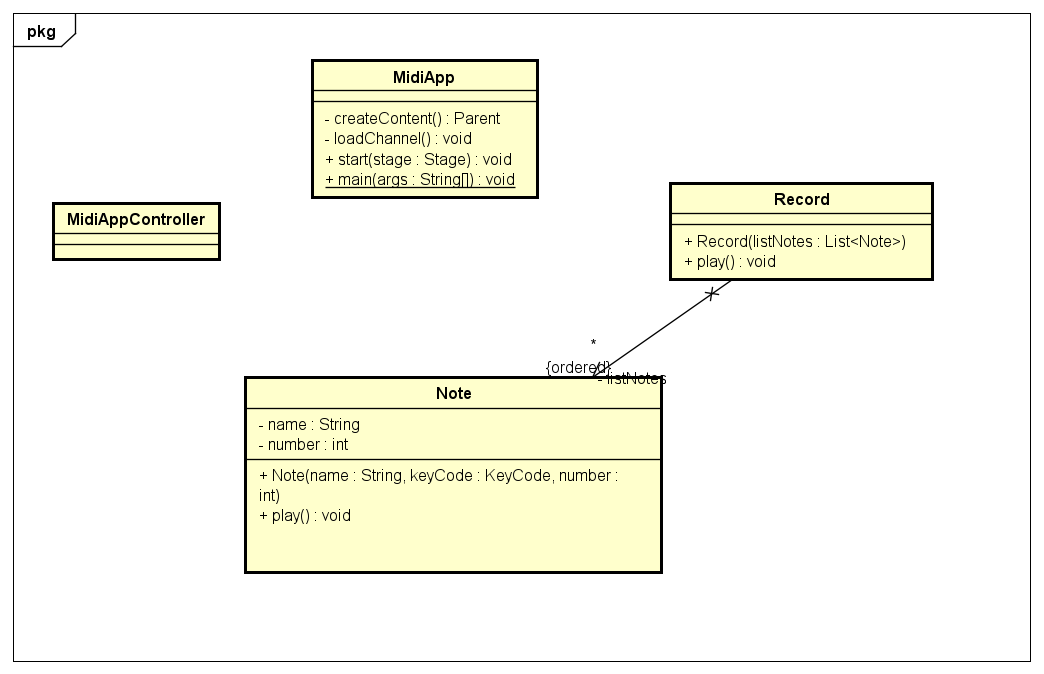 pkg
MidiApp
- createContent() : Parent
- loadChannel() : void
+ start(stage : Stage) : void
+ main(args : String[]) : void
MidiAppController
Record
+ Record(listNotes : List<Note>)
+ play() : void
*
{ordered}
- listNotes
Note
- name : String
- number : int
+ Note(name : String, keyCode : KeyCode, number :
int)
+ play() : void